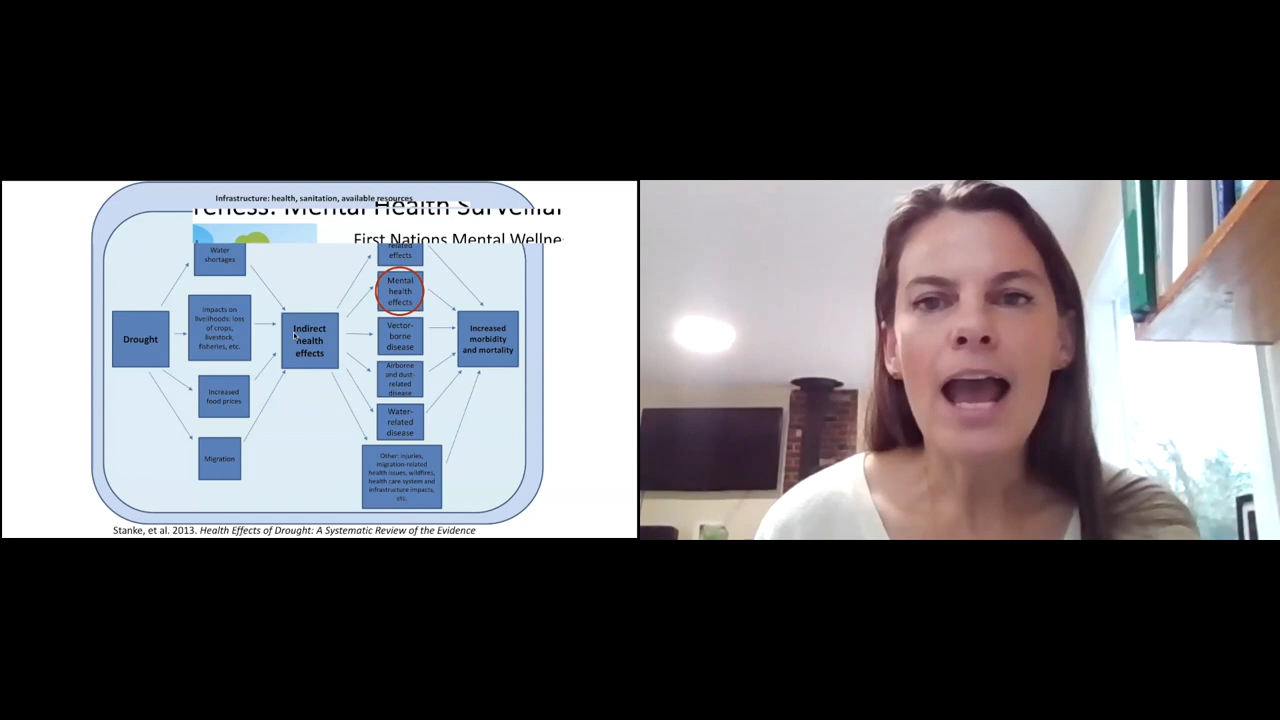 Infrastructure: health, sanitation, available resources
Mental Health
First Nations Mental
Water
shortages
related
effects
Mental
health
effects
Impacts on
livelihoods: loss
of crops,
livestock,
fisheries, etc.
Drought
Indirect
health
effects
Vector-
borne
disease
Increased
morbidity
and mortality
Airborne
and dust-
related
disease
Increased
food prices
Water-
related
disease
Migration
Other: injuries,
migration-related
health issues, wildfires,
health care system and
infrastructure impacts,
etc.
Stanke, et al. 2013. Health Effects of Drought: A Systematic Review of the Evidence